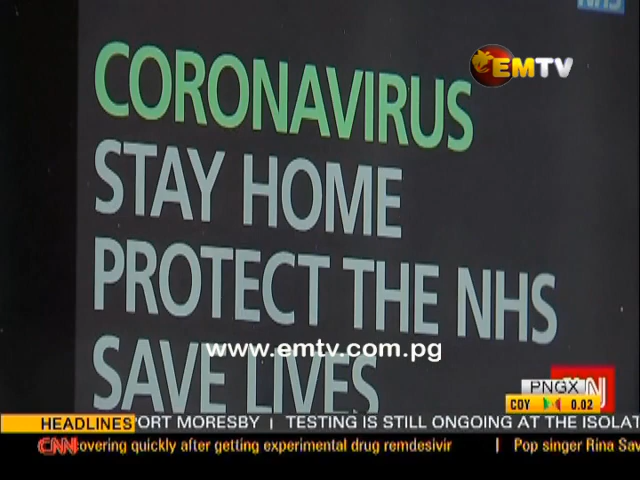 NHS
EMTV
CORONAVIRUS
STAY HOME
PROTECT THE NHS
SAVE LIVES
www.emtv.com.pg
PNGX
COY 0.02
HEADLINES PORT MORESBY | TESTING IS STILL ONGOING AT THE ISOLAT
CNN covering quickly after getting experimental drug remdesivir | Pop singer Rina Sav